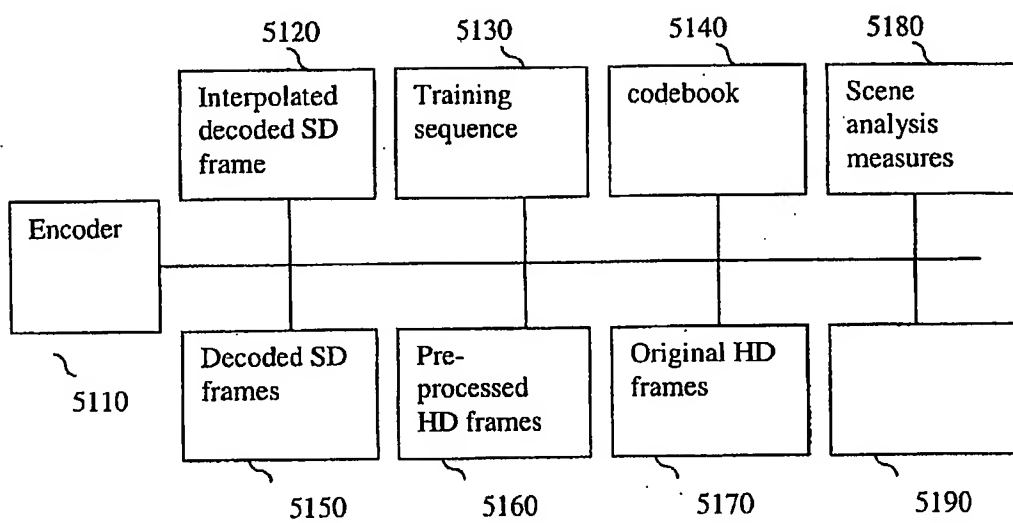 5120 5130 5140 5180
Interpolated
decoded SD
frame
Training
sequence
codebook
Scene
analysis
measures
Encoder
5110
Decoded SD
frames
Pre-
processed
HD frames
Original HD
frames
5150 5160 5170 5190